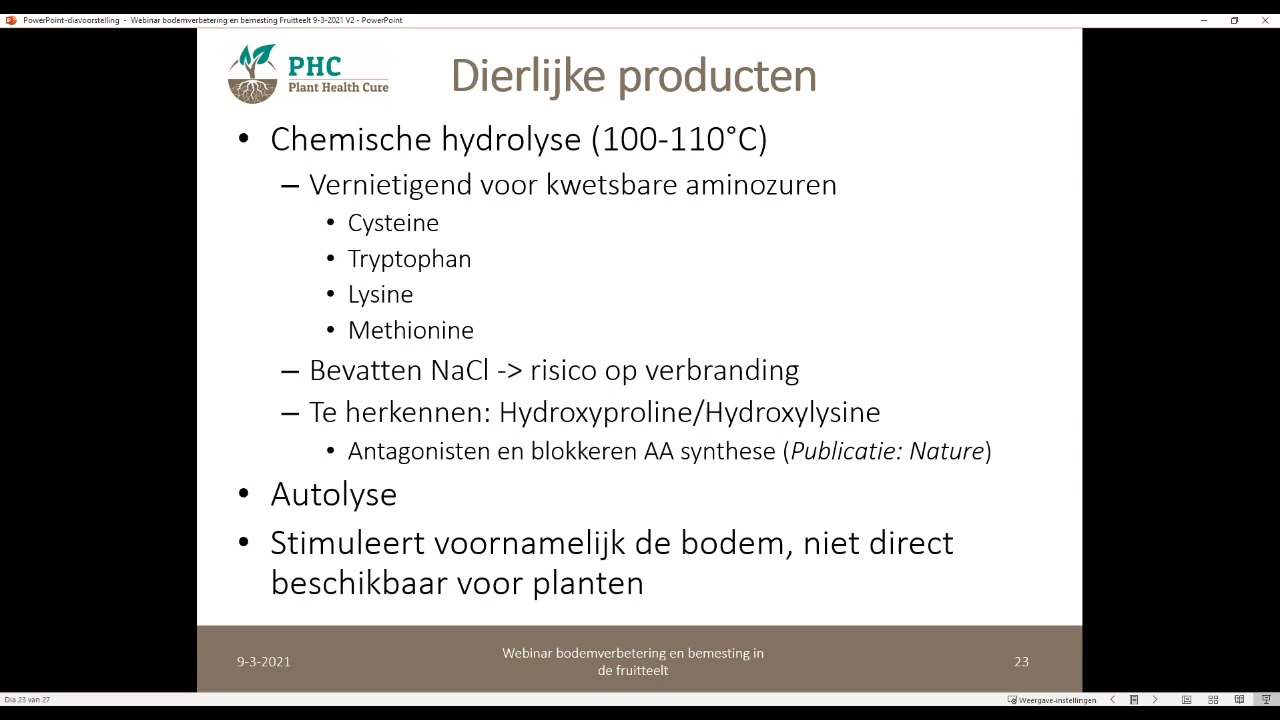 PowerPoint-diavoorstelling - Webinar bodemverbetering en bemesting Fruitteelt 9-3-2021 V2 - PowerPoint
PHC
Plant Health Cure
Dierlijke producten
• Chemische hydrolyse (100-110°C)
– Vernietigend voor kwetsbare aminozuren
• Cysteine
• Tryptophan
• Lysine
• Methionine
– Bevatten NaCl -> risico op verbranding
– Te herkennen: Hydroxyproline/Hydroxylysine
• Antagonisten en blokkeren AA synthese (Publicatie: Nature)
• Autolyse
• Stimuleert voornamelijk de bodem, niet direct
beschikbaar voor planten
9-3-2021
Webinar bodemverbetering en bemesting in
de fruitteelt
23
Dia 23 van 27
Weergave-instellingen